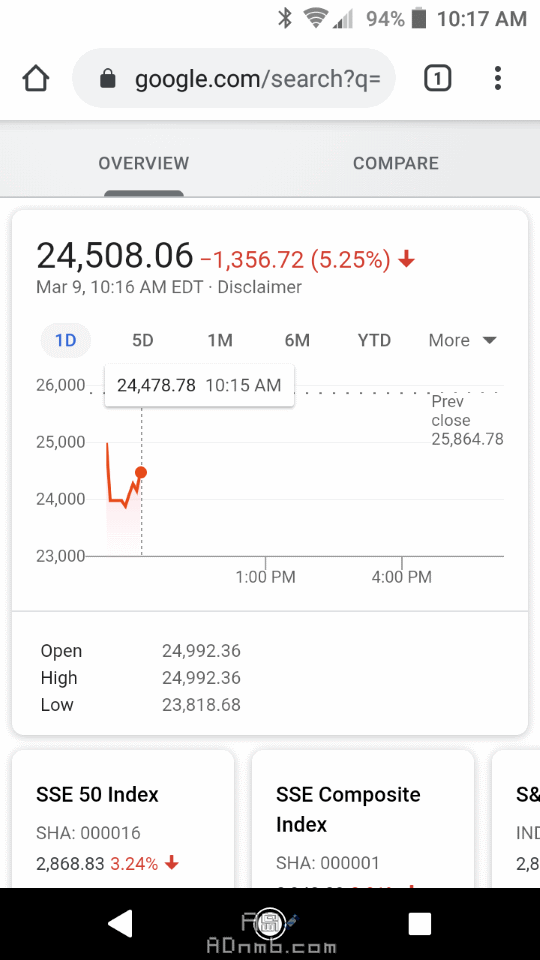 94% 10:17 AM
google.com/search?q=
1
OVERVIEW COMPARE
24,508.06 −1,356.72 (5.25%)
Mar 9, 10:16 AM EDT · Disclaimer
1D 5D 1M 6M YTD More
26,000
24,478.78 10:15 AM
Prev
close
25,864.78
25,000
24,000
23,000
1:00 PM 4:00 PM
Open 24,992.36
High 24,992.36
Low 23,818.68
SSE 50 Index
SHA: 000016
2,868.83 3.24%
SSE Composite
Index
SHA: 000001
S&
IND
2,8
ADnmb.com